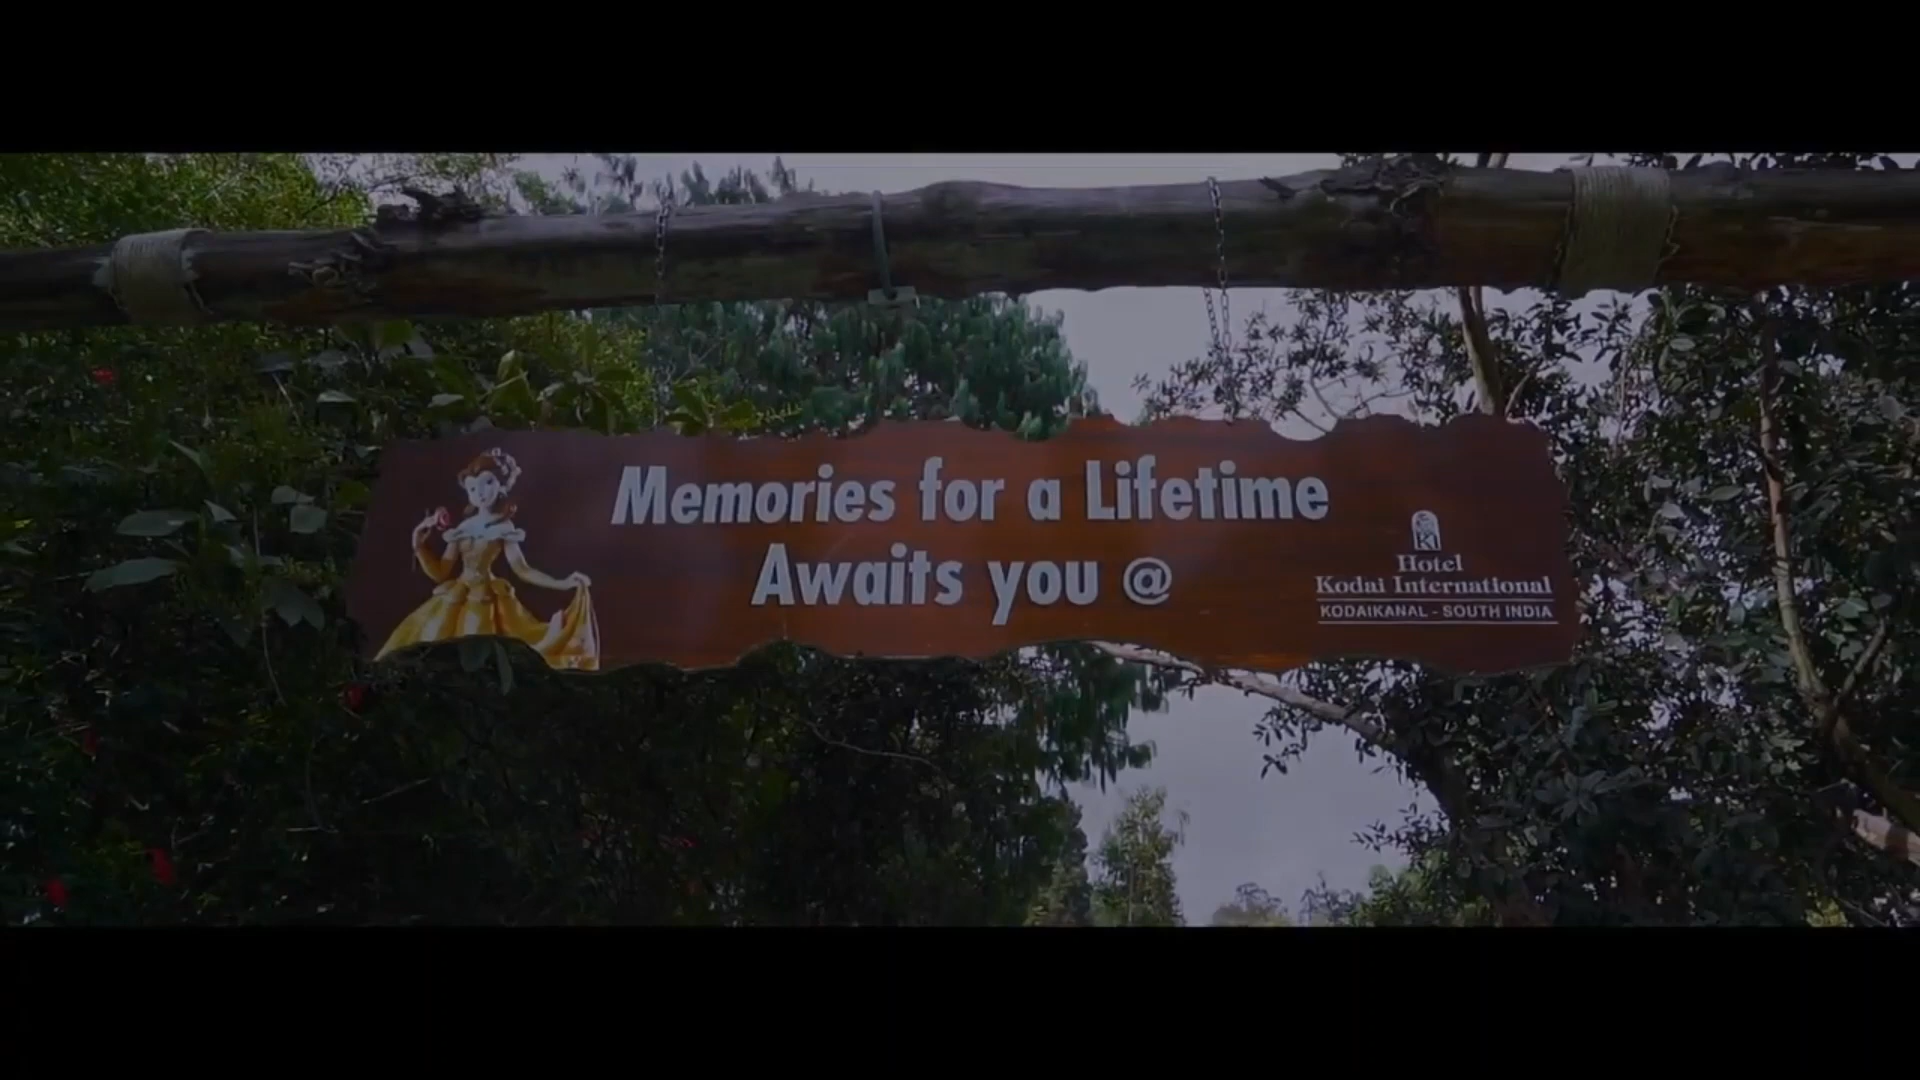 Memories for a Lifetime
Awaits you @
Hotel
Kodai International
KODAIKANAL - SOUTH INDIA